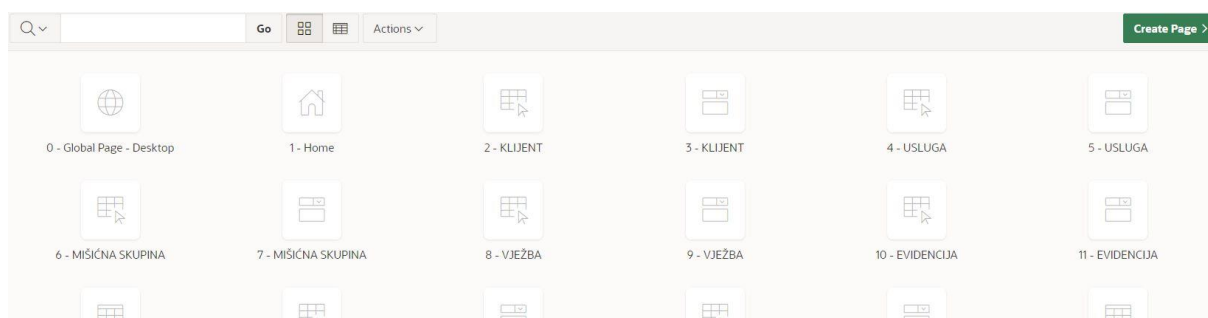 Go Actions Create Page
0 - Global Page - Desktop 1 - Home 2 - KLIJENT 3 - KLIJENT 4 - USLUGA 5 - USLUGA
6 - MIŠIĆNA SKUPINA 7 - MIŠIĆNA SKUPINA 8 - VJEŽBA 9 - VJEŽBA 10 - EVIDENCIJA 11 - EVIDENCIJA